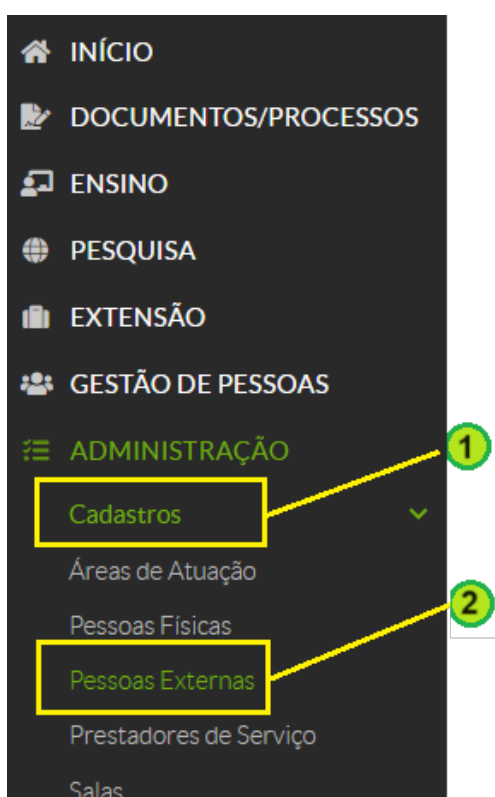 INÍCIO
DOCUMENTOS/PROCESSOS
ENSINO
PESQUISA
EXTENSÃO
GESTÃO DE PESSOAS
ADMINISTRAÇÃO
1
Cadastros
Áreas de Atuação
Pessoas Físicas
2
Pessoas Externas
Prestadores de Serviço
Salas